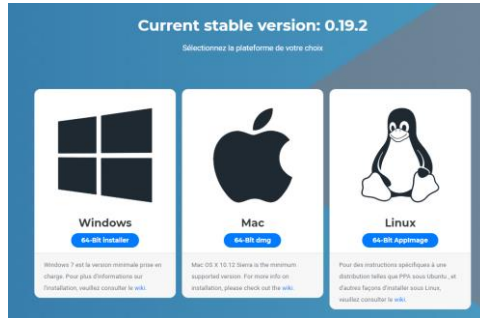 Current stable version: 0.19.2
Sélectionnez la plateforme de votre choix
Windows
64-Bit installer
Windows 7 est la version minimale prise en
charge. Pour plus d'informations sur
l'installation, veuillez consulter le wiki.
Mac
64-Bit dmg
Mac OS X 10.12 Sierra is the minimum
supported version. For more info on
installation, please check out the wiki.
Linux
64-Bit AppImage
Pour des instructions spécifiques à une
distribution telles que PPA sous Ubuntu , et
d'autres façons d'installer sous Linux,
veuillez consulter le wiki.